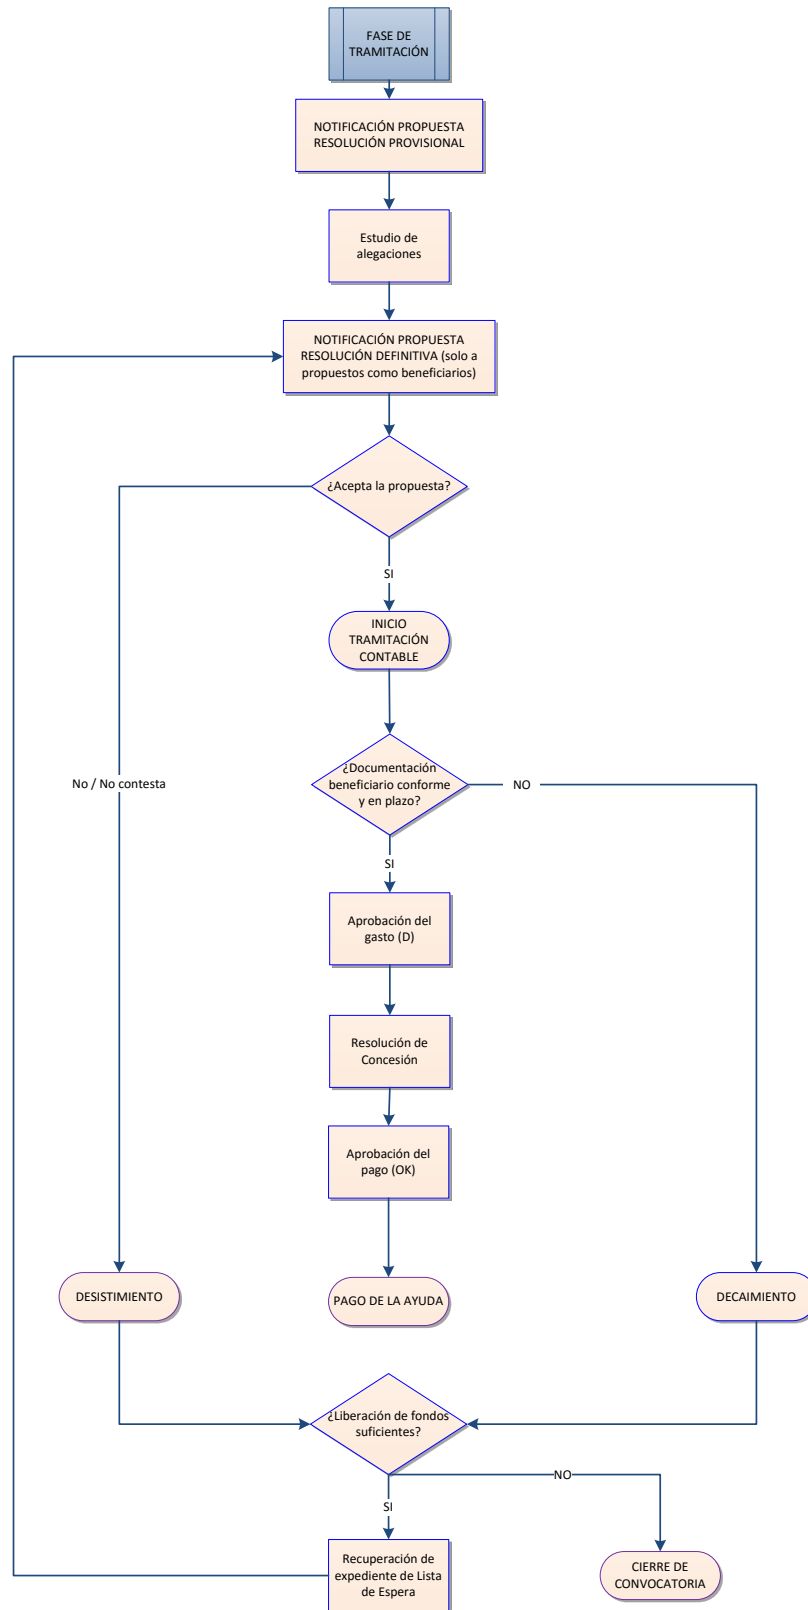 FASE DE
TRAMITACIÓN
NOTIFICACIÓN PROPUESTA
RESOLUCIÓN PROVISIONAL
Estudio de
alegaciones
NOTIFICACIÓN PROPUESTA
RESOLUCIÓN DEFINITIVA (solo a
propuestos como beneficiarios)
¿Acepta la propuesta?
SI
INICIO
TRAMITACIÓN
CONTABLE
No / No contesta
¿Documentación
beneficiario conforme
y en plazo?
NO
SI
Aprobación del
gasto (D)
Resolución de
Concesión
Aprobación del
pago (OK)
DESISTIMIENTO
PAGO DE LA AYUDA
DECAIMIENTO
¿Liberación de fondos
suficientes?
NO
SI
Recuperación de
expediente de Lista
de Espera
CIERRE DE
CONVOCATORIA